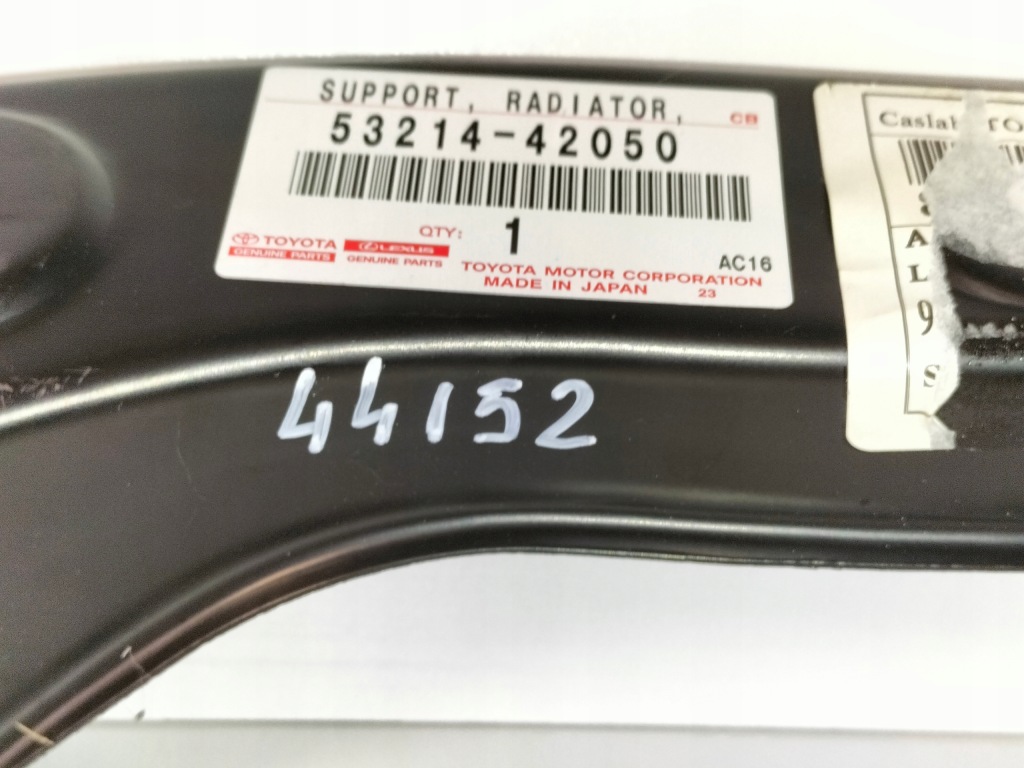 SUPPORT, RADIATOR,
CB
53214-42050
QTY: 1
TOYOTA
GENUINE PARTS
LEXUS
GENUINE PARTS
AC16
TOYOTA MOTOR CORPORATION
MADE IN JAPAN 23
44152
A
L
9
S